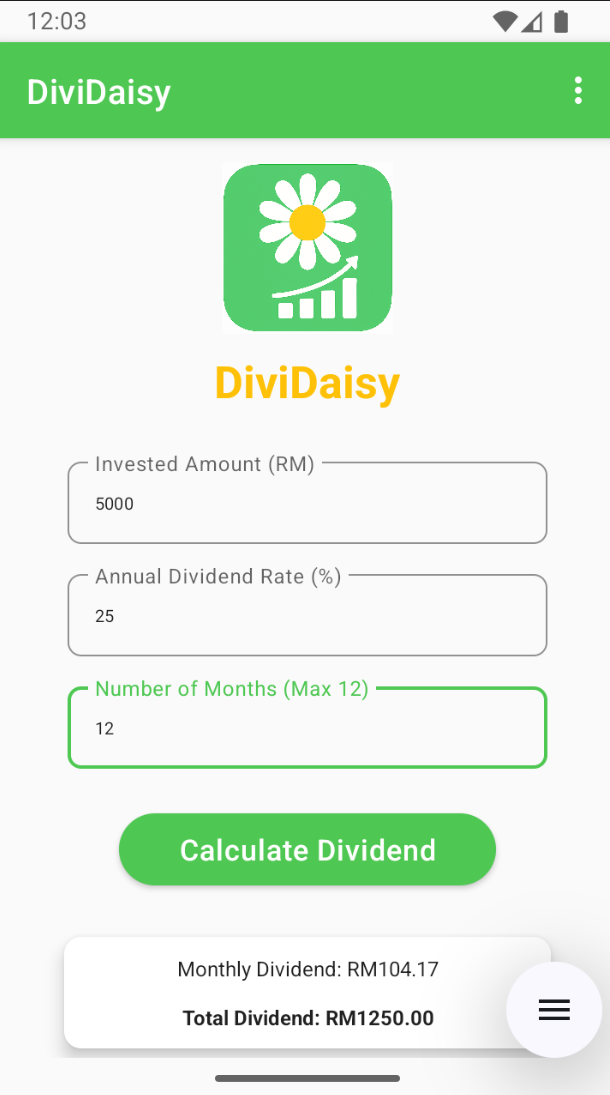 12:03
DiviDaisy
DiviDaisy
Invested Amount (RM)
5000
Annual Dividend Rate (%)
25
Number of Months (Max 12)
12
Calculate Dividend
Monthly Dividend: RM104.17
Total Dividend: RM1250.00